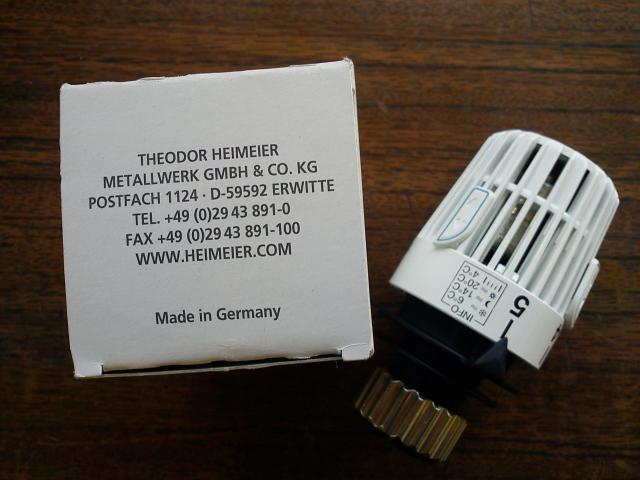 THEODOR HEIMEIER
METALLWERK GMBH & CO. KG
POSTFACH 1124 · D-59592 ERWITTE
TEL. +49 (0)29 43 891-0
FAX +49 (0)29 43 891-100
WWW.HEIMEIER.COM
Made in Germany
5
INFO
6°C
14°C
20°C
4°C